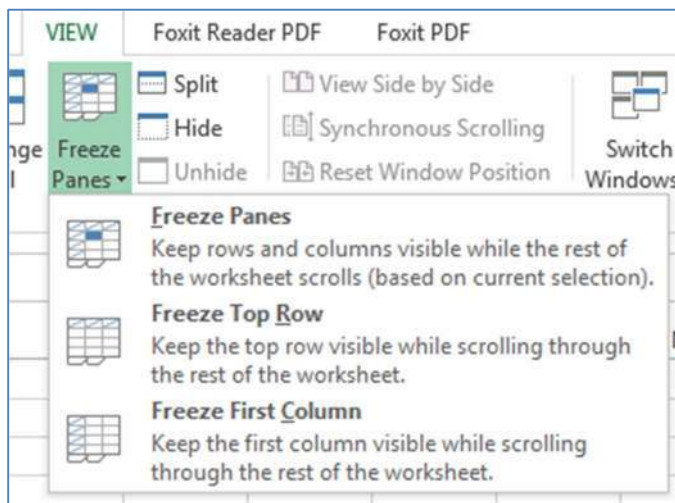 VIEW Foxit Reader PDF Foxit PDF
Split View Side by Side
Hide Synchronous Scrolling
nge Freeze Switch
Panes Unhide Reset Window Position Windows
Freeze Panes
Keep rows and columns visible while the rest of
the worksheet scrolls (based on current selection).
Freeze Top Row
Keep the top row visible while scrolling through
the rest of the worksheet.
Freeze First Column
Keep the first column visible while scrolling
through the rest of the worksheet.